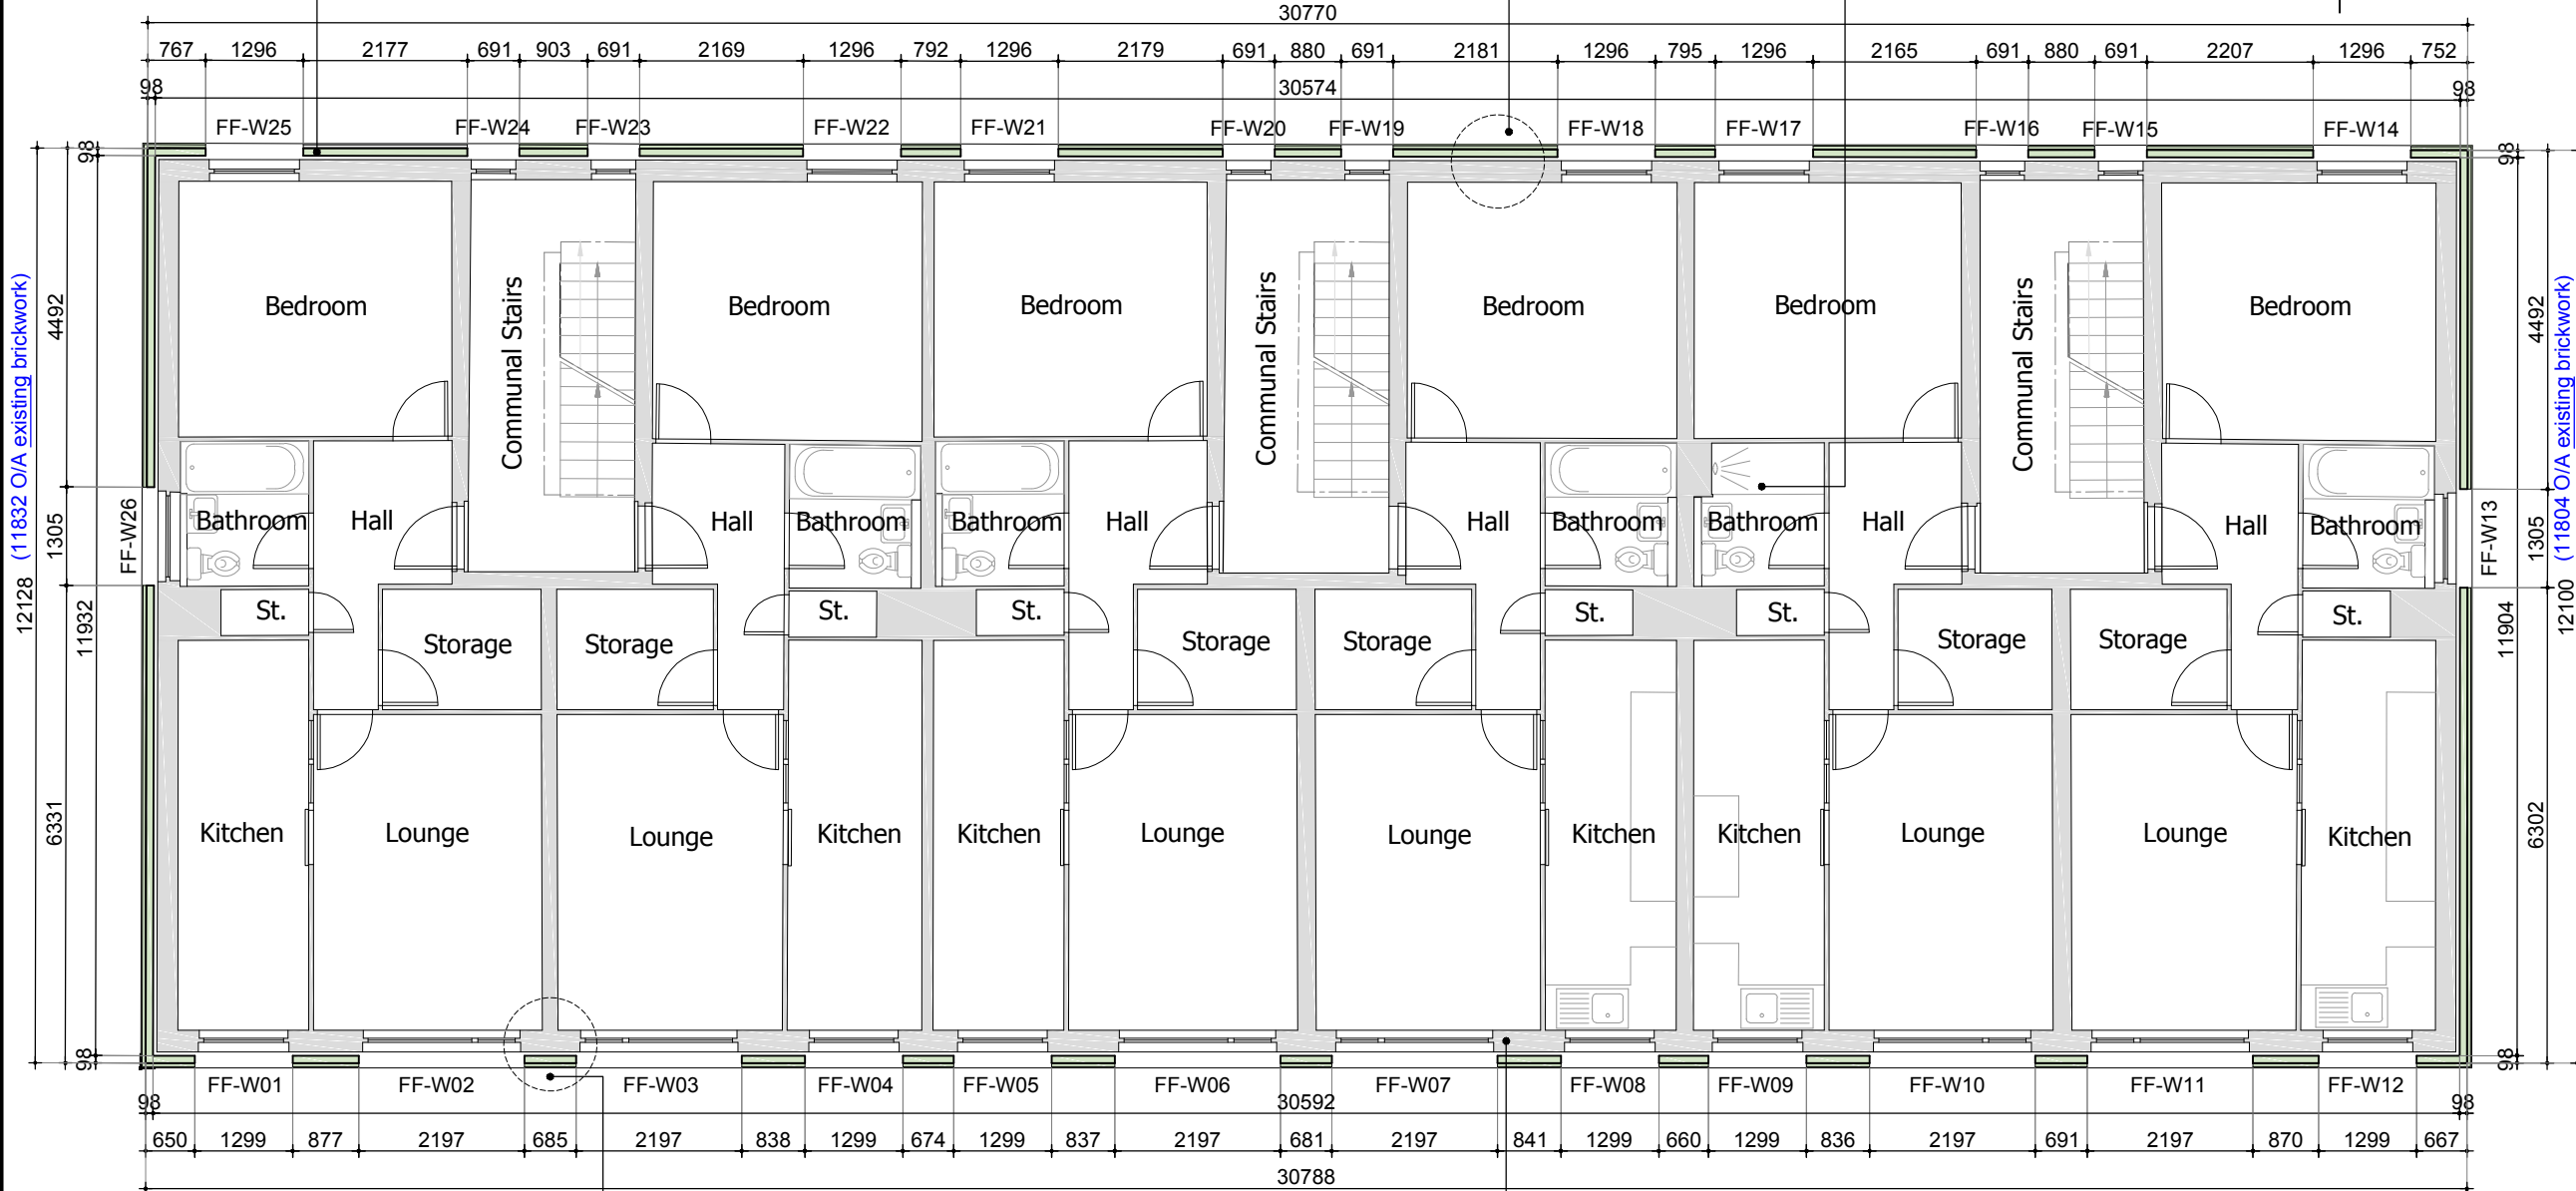 30770
767 1296 2177 691 903 691 2169 1296 792 1296 2179 691 880 691 2181 1296 795 1296 2165 691 880 691 2207 1296 752
98 30574 98
FF-W25 FF-W24 FF-W23 FF-W22 FF-W21 FF-W20 FF-W19 FF-W18 FF-W17 FF-W16 FF-W15 FF-W14
98 98
12128 (11832 O/A existing brickwork)
4492
1305
6331
11932
98
FF-W26
Bedroom Communal Stairs Bedroom Bedroom Communal Stairs Bedroom Bedroom Communal Stairs Bedroom
Bathroom Hall Hall Bathroom Bathroom Hall Hall Bathroom Bathroom Hall Hall Bathroom
St. St. St. St. St. St.
Storage Storage Storage Storage Storage Storage
Kitchen Lounge Lounge Kitchen Kitchen Lounge Lounge Kitchen Kitchen Lounge Lounge Kitchen
FF-W13
4492
1305
6302
11904
98
12100 (11804 O/A existing brickwork)
FF-W01 FF-W02 FF-W03 FF-W04 FF-W05 FF-W06 FF-W07 FF-W08 FF-W09 FF-W10 FF-W11 FF-W12
98 30592 98
650 1299 877 2197 685 2197 838 1299 674 1299 837 2197 681 2197 841 1299 660 1299 836 2197 691 2197 870 1299 667
30788